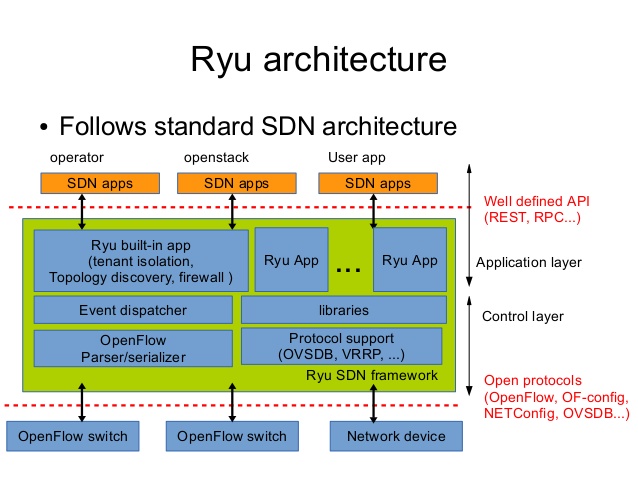 Ryu architecture
• Follows standard SDN architecture
operator
openstack
User app
SDN apps
SDN apps
SDN apps
Well defined API
(REST, RPC...)
Ryu built-in app
(tenant isolation,
Topology discovery, firewall )
Ryu App
...
Ryu App
Application layer
Event dispatcher
libraries
Control layer
OpenFlow
Parser/serializer
Protocol support
(OVSDB, VRRP, ...)
Ryu SDN framework
Open protocols
(OpenFlow, OF-config,
NETConfig, OVSDB...)
OpenFlow switch
OpenFlow switch
Network device